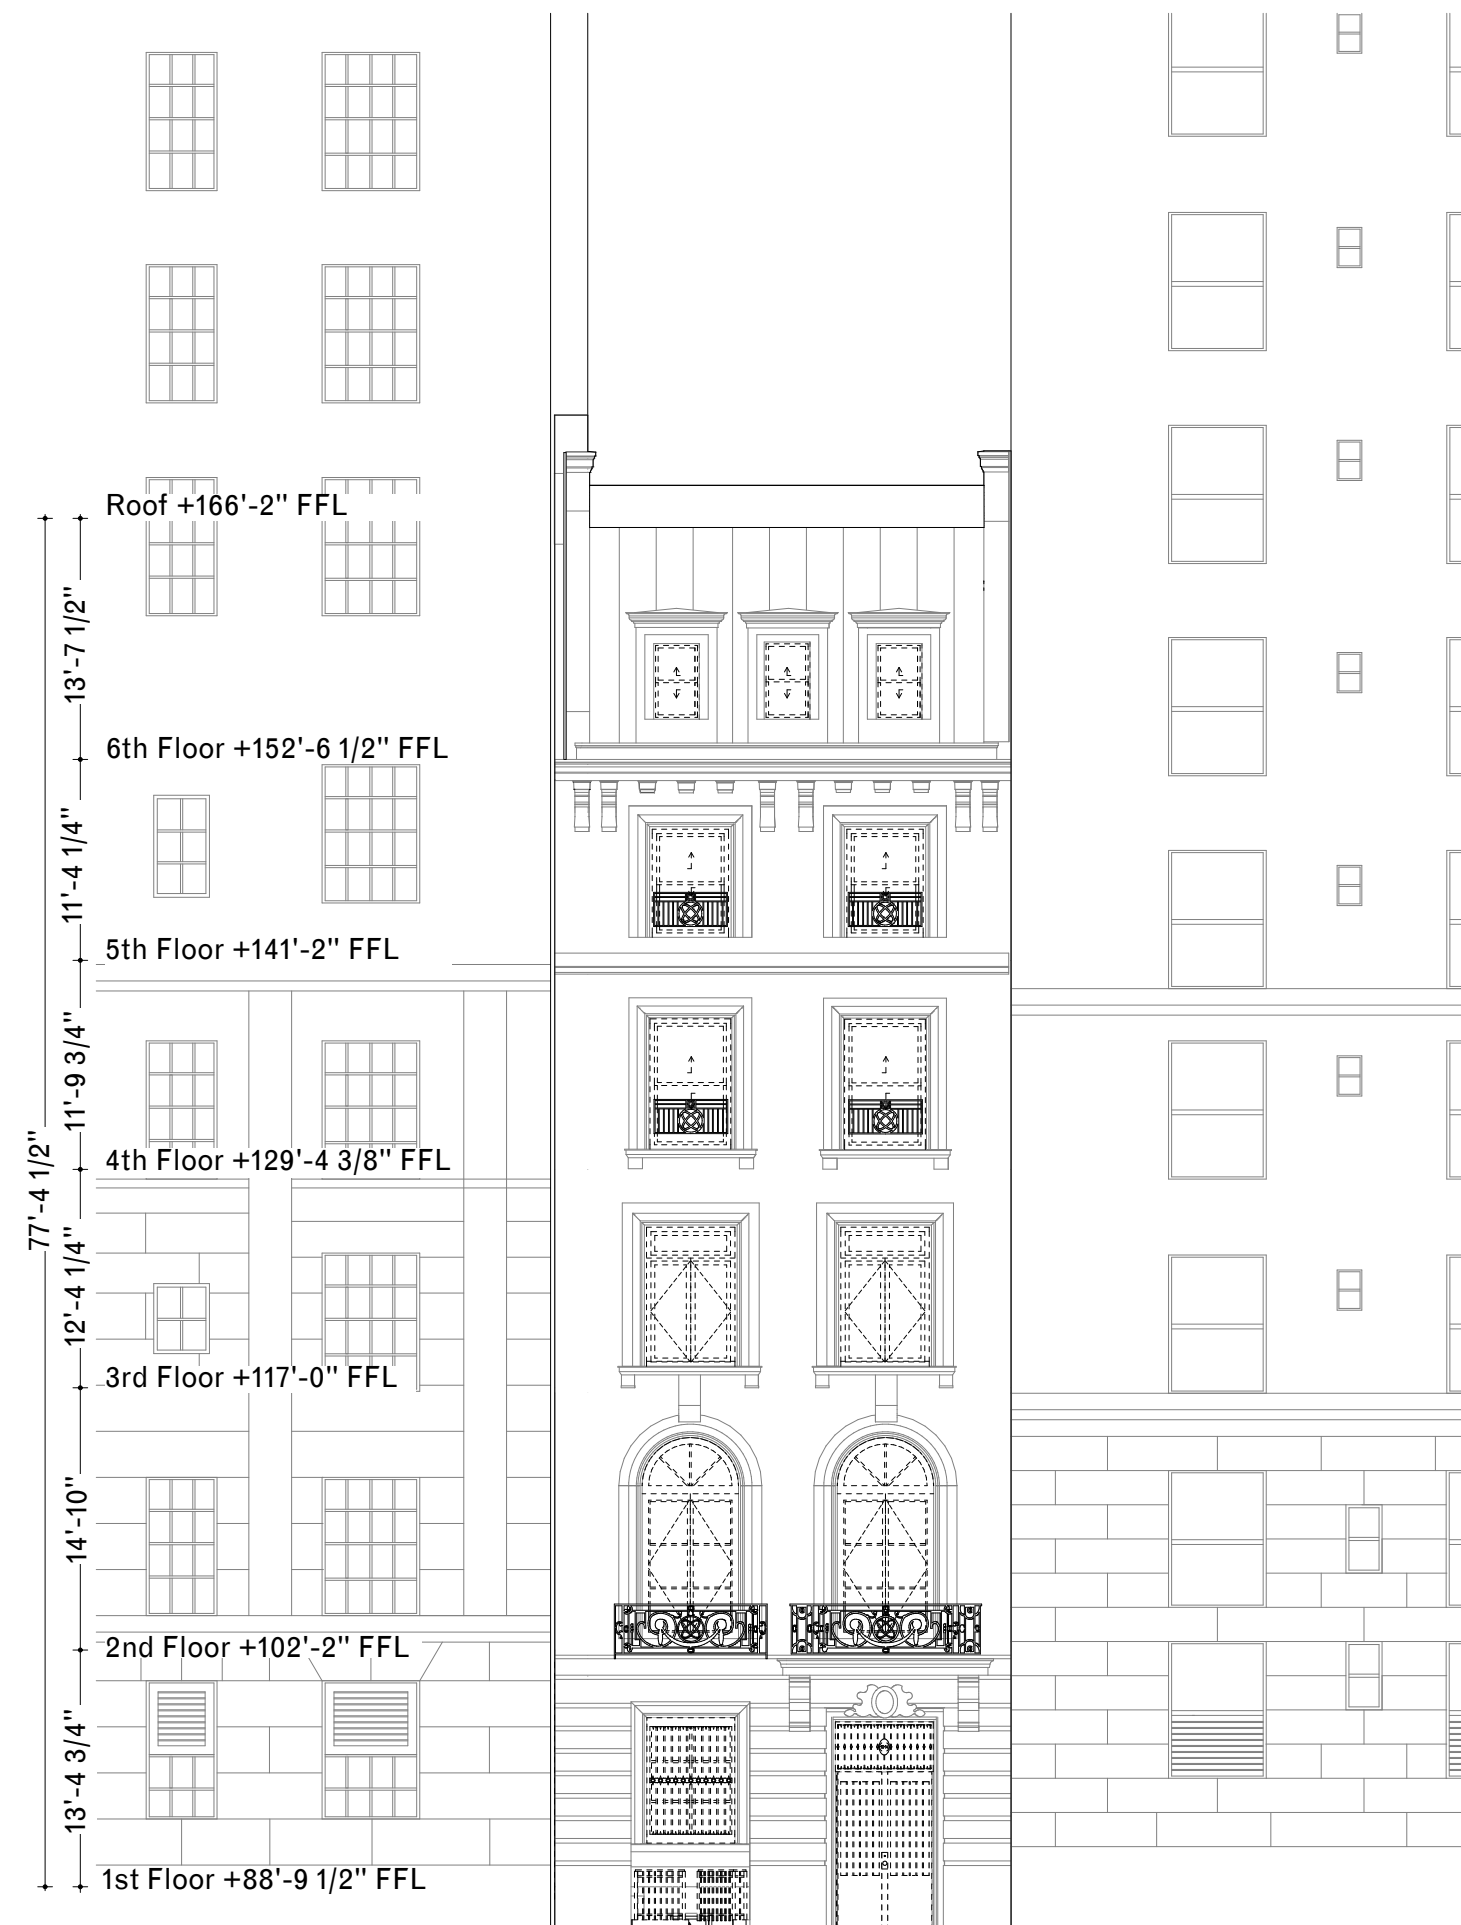 Roof +166'-2" FFL
13'-7 1/2"
6th Floor +152'-6 1/2" FFL
11'-4 1/4"
5th Floor +141'-2" FFL
11'-9 3/4"
77'-4 1/2"
4th Floor +129'-4 3/8" FFL
12'-4 1/4"
3rd Floor +117'-0" FFL
14'-10"
2nd Floor +102'-2" FFL
13'-4 3/4"
1st Floor +88'-9 1/2" FFL